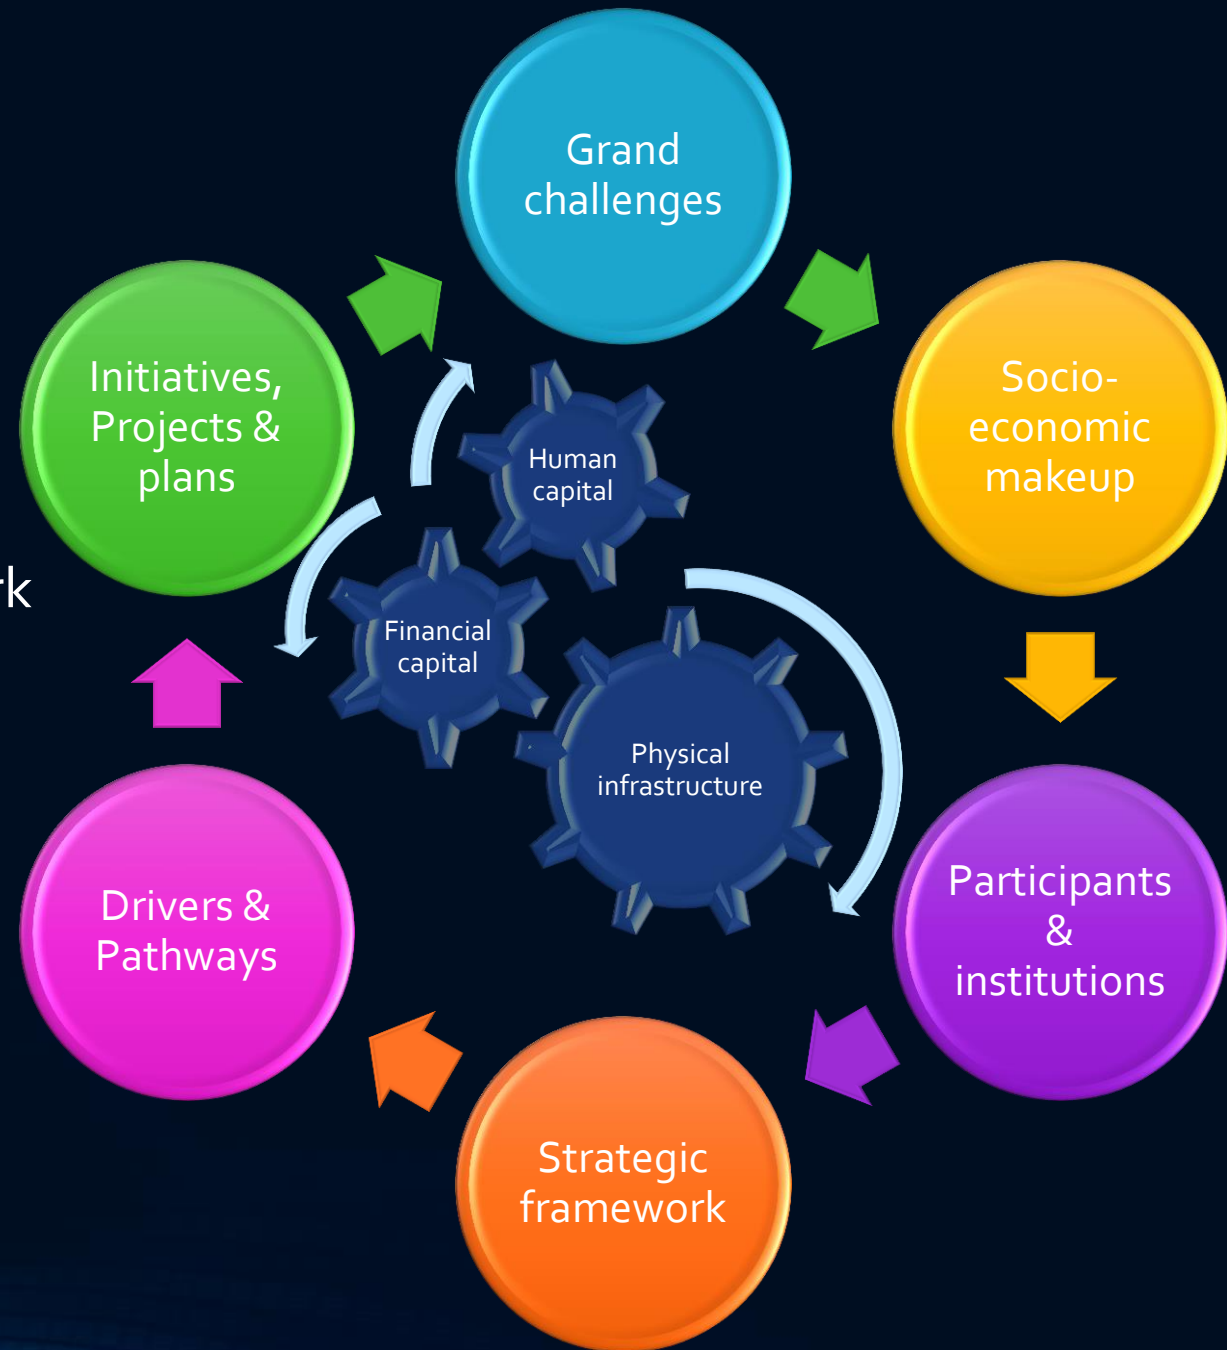 Grand
challenges
Initiatives,
Projects &
plans
Socio-
economic
makeup
Human
capital
rk
Financial
capital
Physical
infrastructure
Drivers &
Pathways
Participants
&
institutions
Strategic
framework